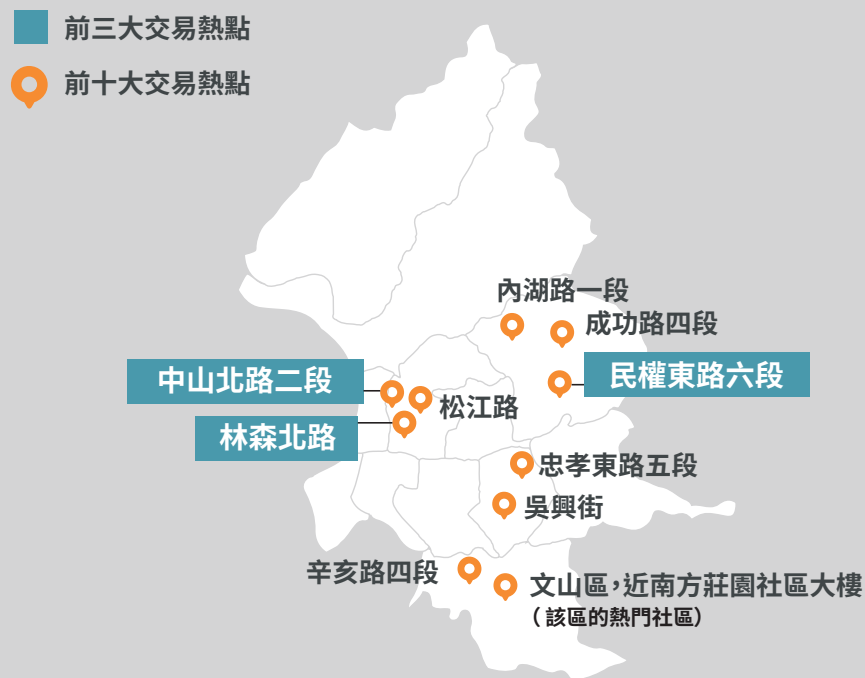 前三大交易熱點
前十大交易熱點
內湖路一段
成功路四段
中山北路二段
民權東路六段
松江路
林森北路
忠孝東路五段
吳興街
辛亥路四段
文山區，近南方莊園社區大樓
（該區的熱門社區）